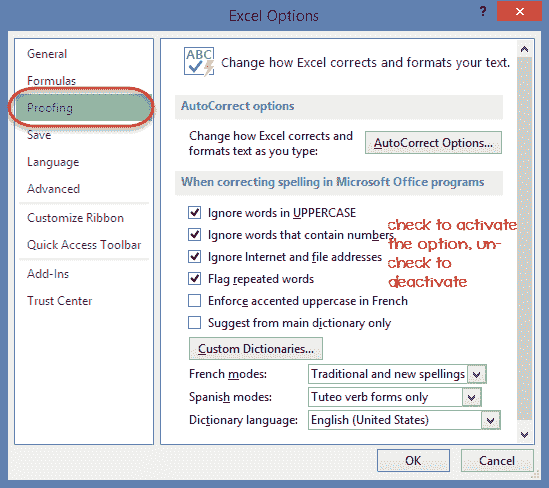 Excel Options
?
General
Formulas
Proofing
Save
Language
Advanced
Customize Ribbon
Quick Access Toolbar
Add-Ins
Trust Center
ABC
Change how Excel corrects and formats your text.
AutoCorrect options
Change how Excel corrects and
formats text as you type:
AutoCorrect Options...
When correcting spelling in Microsoft Office programs
Ignore words in UPPERCASE
Ignore words that contain numbers
Ignore Internet and file addresses
Flag repeated words
Enforce accented uppercase in French
Suggest from main dictionary only
check to activate
the option, un-
check to
deactivate
Custom Dictionaries...
French modes: Traditional and new spellings
Spanish modes: Tuteo verb forms only
Dictionary language: English (United States)
OK Cancel